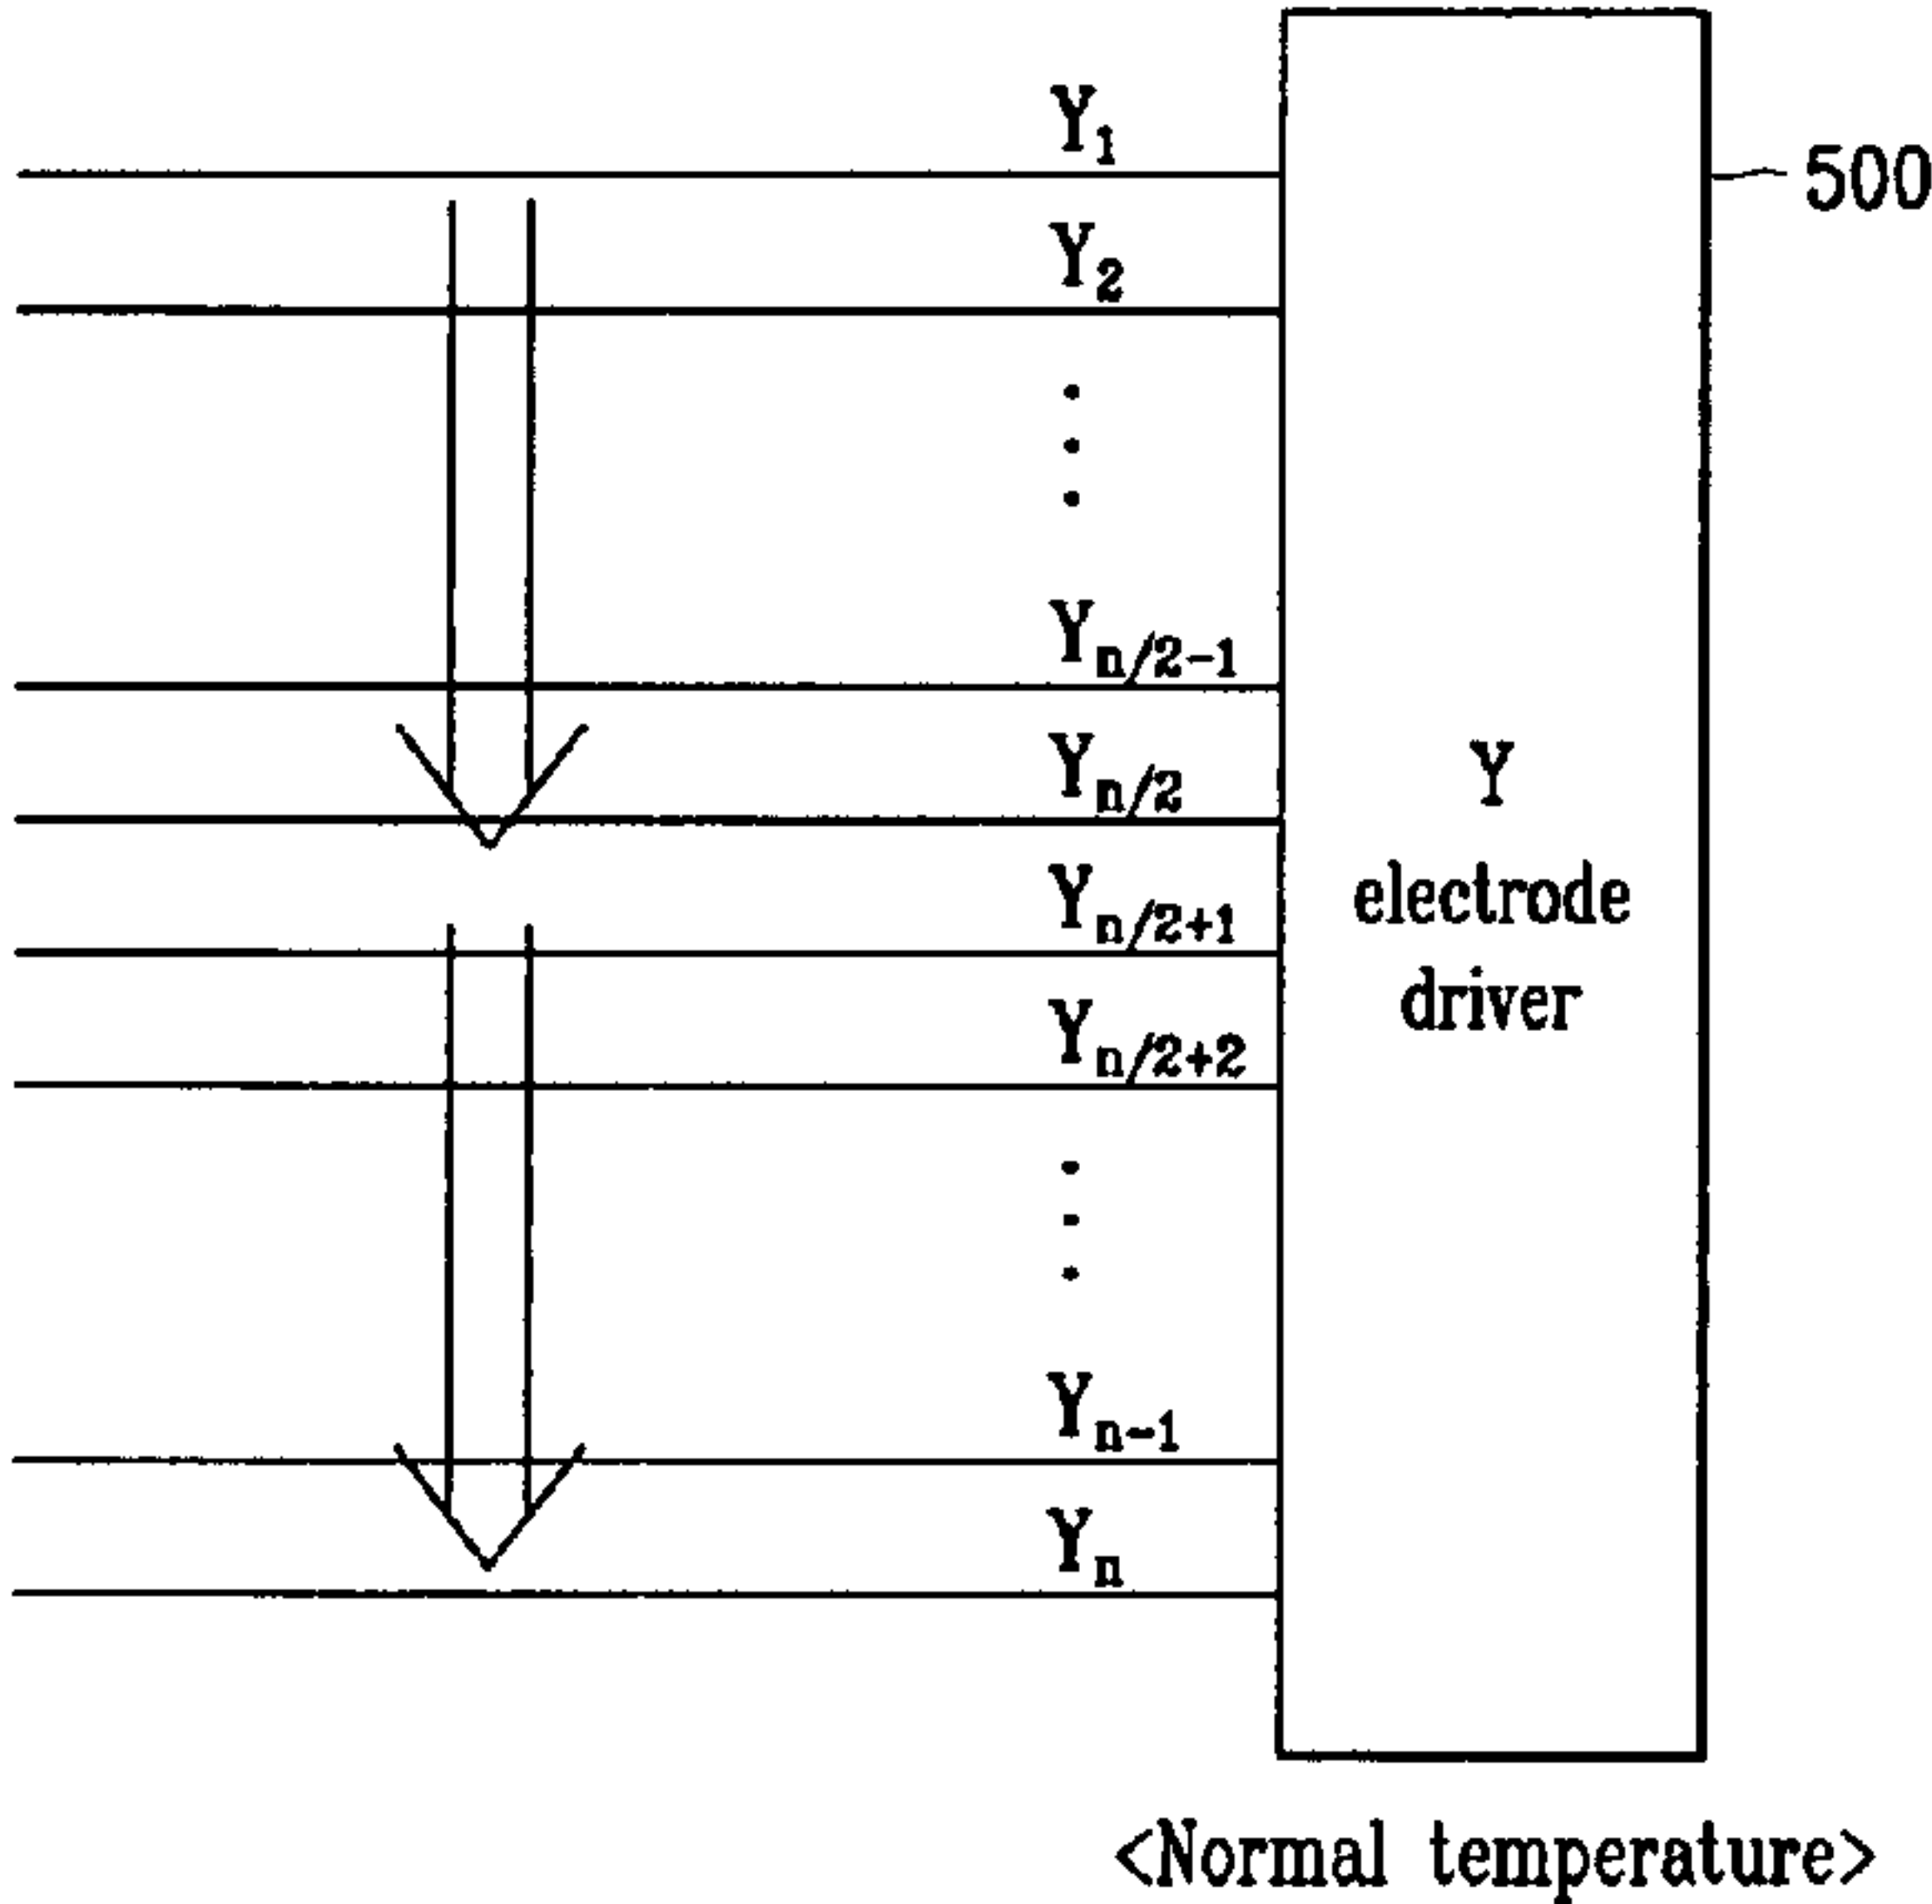 Y₁
500
Y₂
Yₙ/₂₋₁
Yₙ/₂
Y
Yₙ/₂₊₁
electrode
driver
Yₙ/₂₊₂
Yₙ₋₁
Yₙ
<Normal temperature>